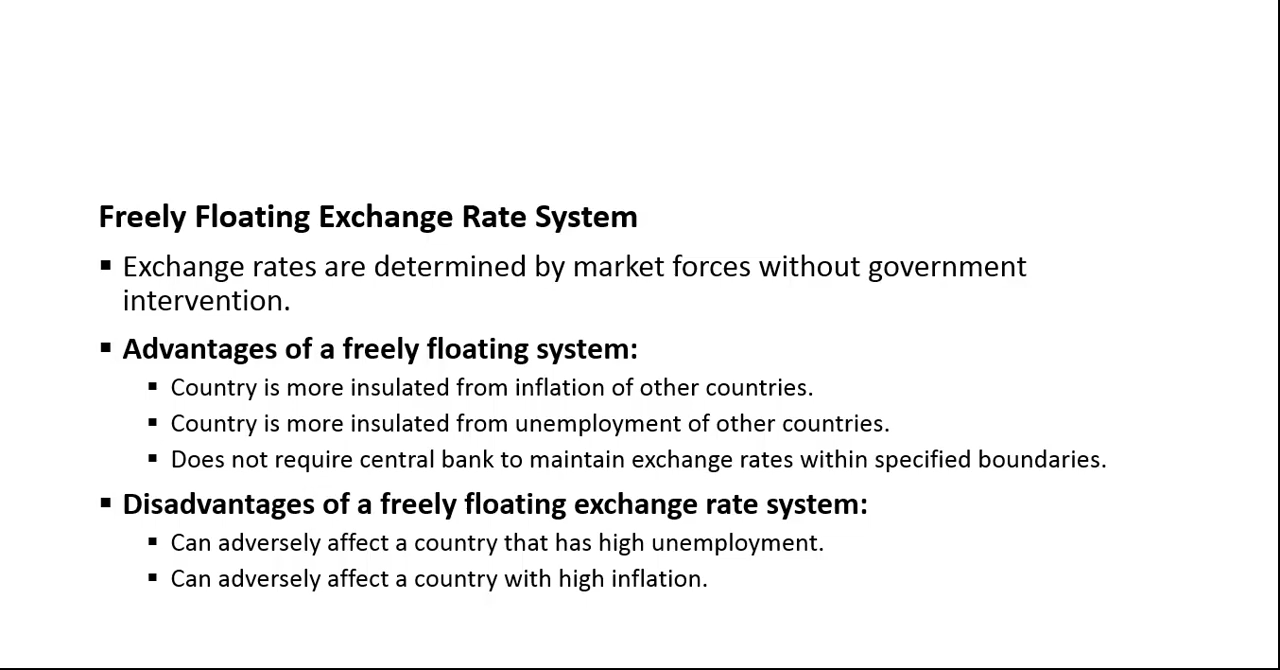 Freely Floating Exchange Rate System
▪ Exchange rates are determined by market forces without government
intervention.
▪ Advantages of a freely floating system:
▪ Country is more insulated from inflation of other countries.
▪ Country is more insulated from unemployment of other countries.
▪ Does not require central bank to maintain exchange rates within specified boundaries.
▪ Disadvantages of a freely floating exchange rate system:
▪ Can adversely affect a country that has high unemployment.
▪ Can adversely affect a country with high inflation.